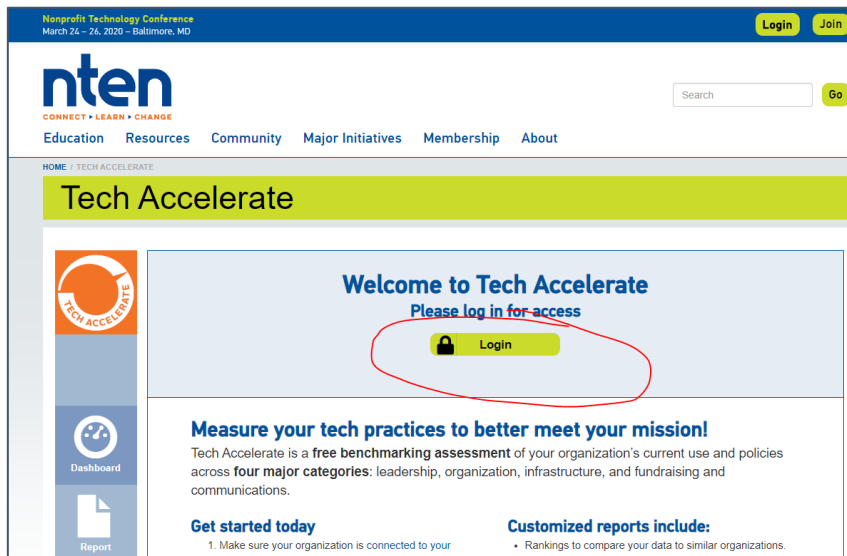 Nonprofit Technology Conference
March 24 – 26, 2020 – Baltimore, MD
Login Join
nten
CONNECT ▸ LEARN ▸ CHANGE
Search Go
Education Resources Community Major Initiatives Membership About
HOME / TECH ACCELERATE
Tech Accelerate
TECH ACCELERATE
Welcome to Tech Accelerate
Please log in for access
Login
Dashboard
Report
Measure your tech practices to better meet your mission!
Tech Accelerate is a free benchmarking assessment of your organization's current use and policies
across four major categories: leadership, organization, infrastructure, and fundraising and
communications.
Get started today
1. Make sure your organization is connected to your
Customized reports include:
• Rankings to compare your data to similar organizations.